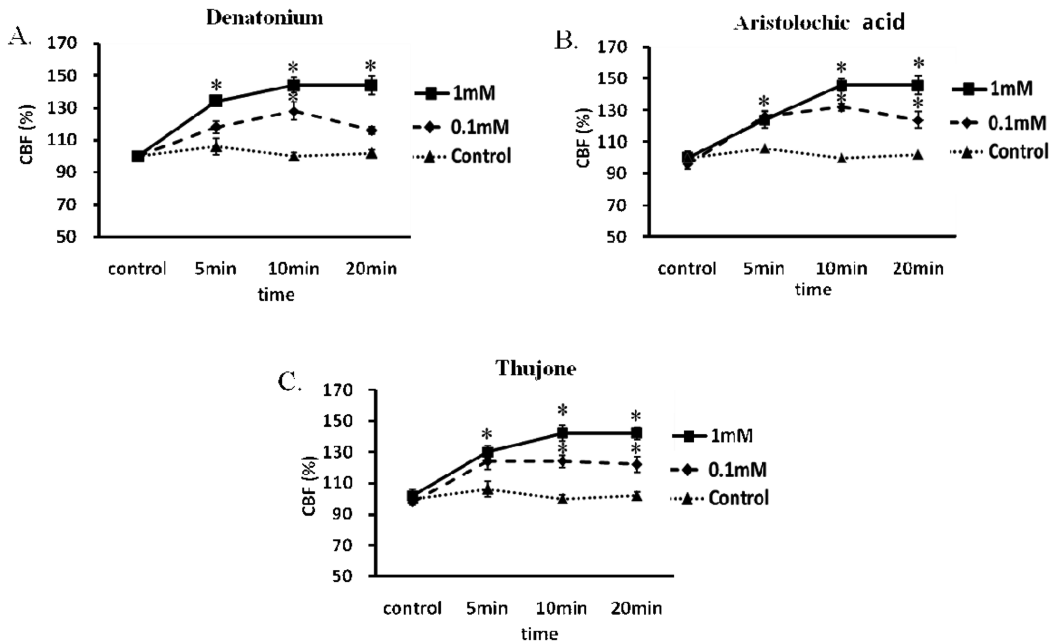 Denatonium
A.
170
150
130
110
90
70
50
CBF (%)
* * *
*
1mM
0.1mM
Control
control 5min 10min 20min
time
Aristolochic acid
B.
170
150
130
110
90
70
50
CBF (%)
* * *
* *
1mM
0.1mM
Control
control 5min 10min 20min
time
Thujone
C.
170
150
130
110
90
70
50
CBF (%)
* * *
* *
1mM
0.1mM
Control
control 5min 10min 20min
time